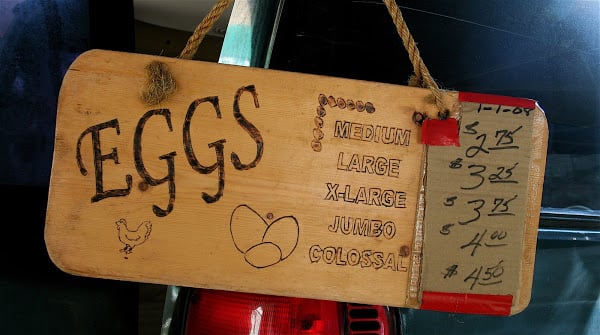 EGGS
1-1-08
MEDIUM $2.75
LARGE $3.25
X-LARGE $3.75
JUMBO $4.00
COLOSSAL $4.50